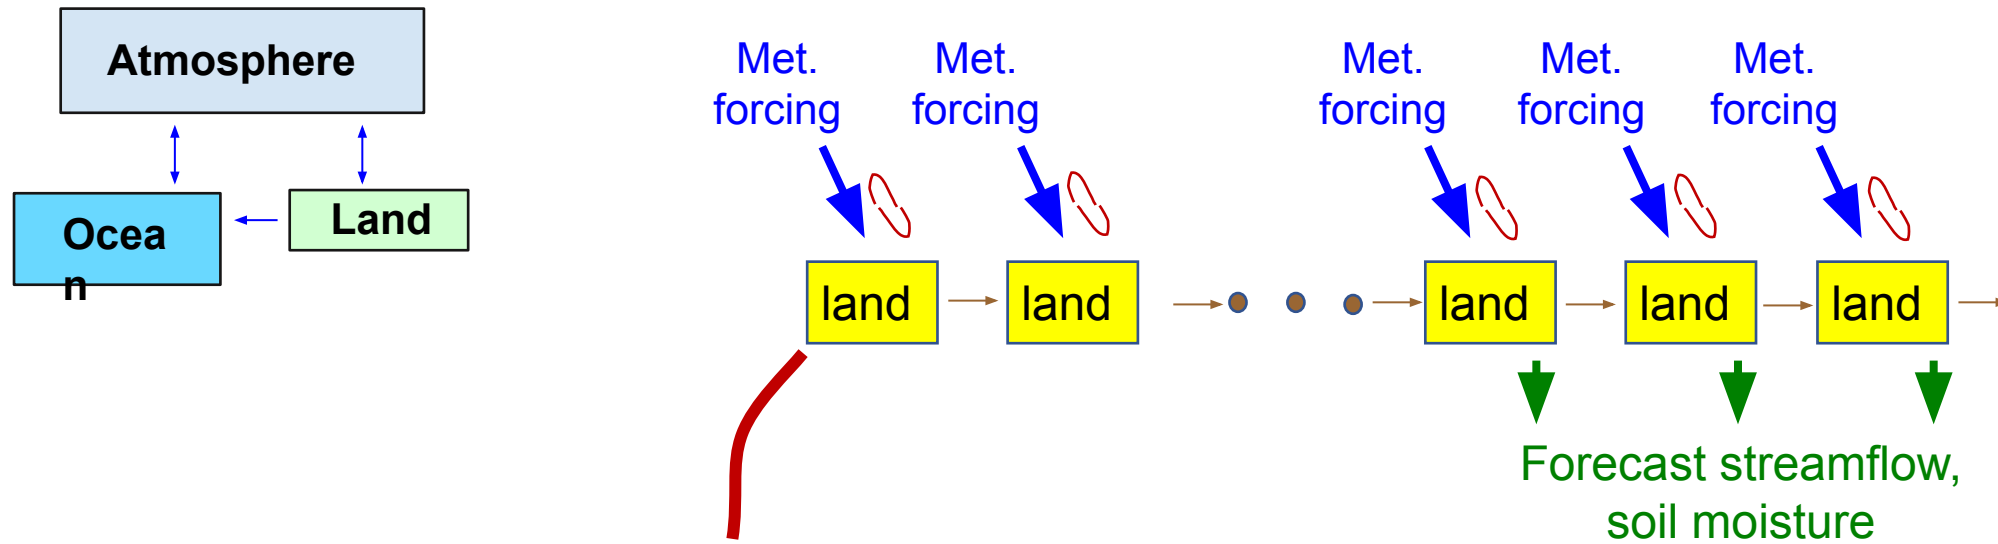 Atmosphere
Ocea
n
Land
Met.
forcing
Met.
forcing
Met.
forcing
Met.
forcing
Met.
forcing
land
land
land
land
land
Forecast streamflow,
soil moisture